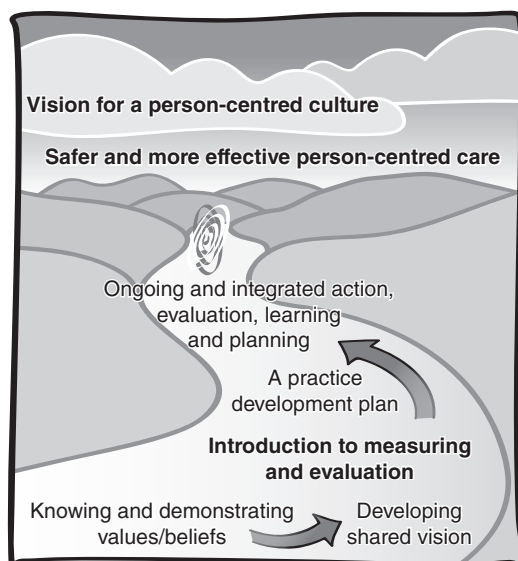 Vision for a person-centred culture
Safer and more effective person-centred care
Ongoing and integrated action,
evaluation, learning
and planning
A practice
development plan
Introduction to measuring
and evaluation
Knowing and demonstrating
values/beliefs
Developing
shared vision